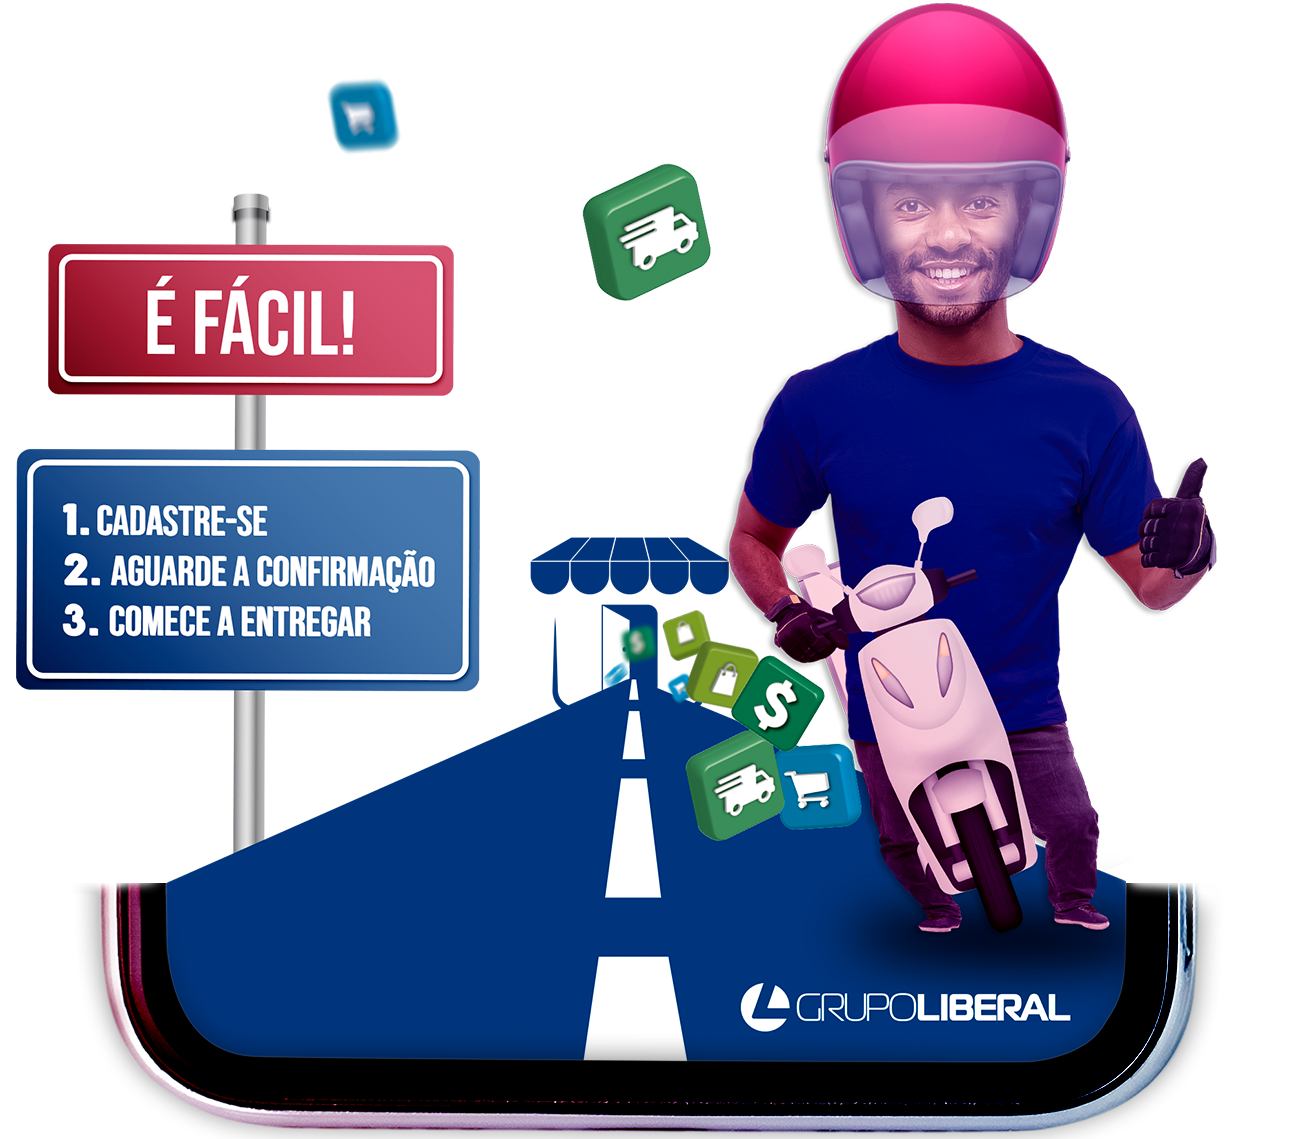 É FÁCIL!
1. CADASTRE-SE
2. AGUARDE A CONFIRMAÇÃO
3. COMECE A ENTREGAR
$
$
GRUPOLIBERAL